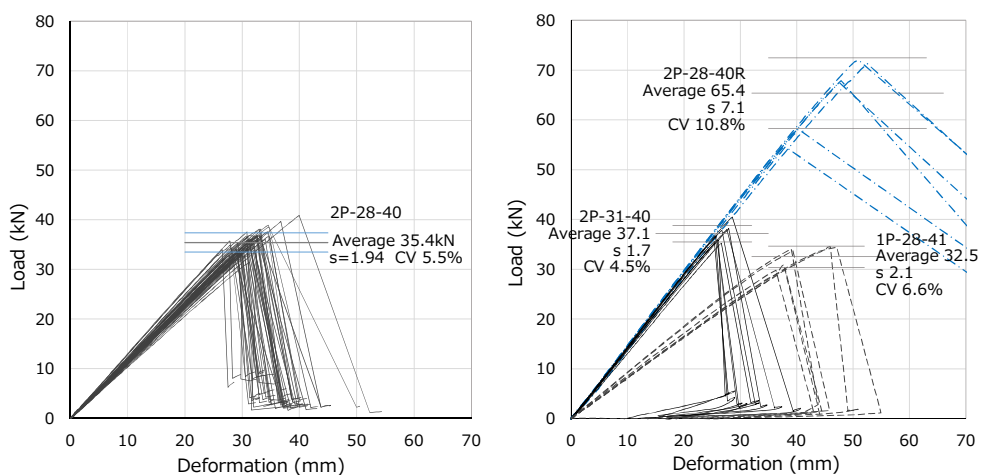 80
70
60
50
40
30
20
10
0
Load (kN)
2P-28-40
Average 35.4kN
s=1.94 CV 5.5%
0 10 20 30 40 50 60 70
Deformation (mm)
80
70
60
50
40
30
20
10
0
Load (kN)
2P-28-40R
Average 65.4
s 7.1
CV 10.8%
2P-31-40
Average 37.1
s 1.7
CV 4.5%
1P-28-41
Average 32.5
s 2.1
CV 6.6%
0 10 20 30 40 50 60 70
Deformation (mm)